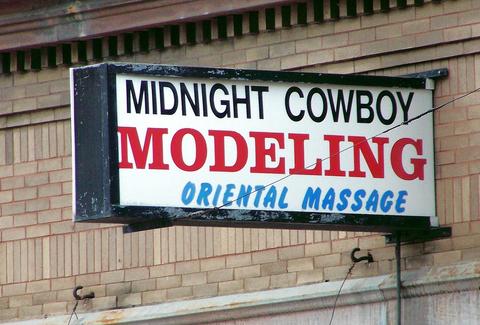 MIDNIGHT COWBOY
MODELING
ORIENTAL MASSAGE